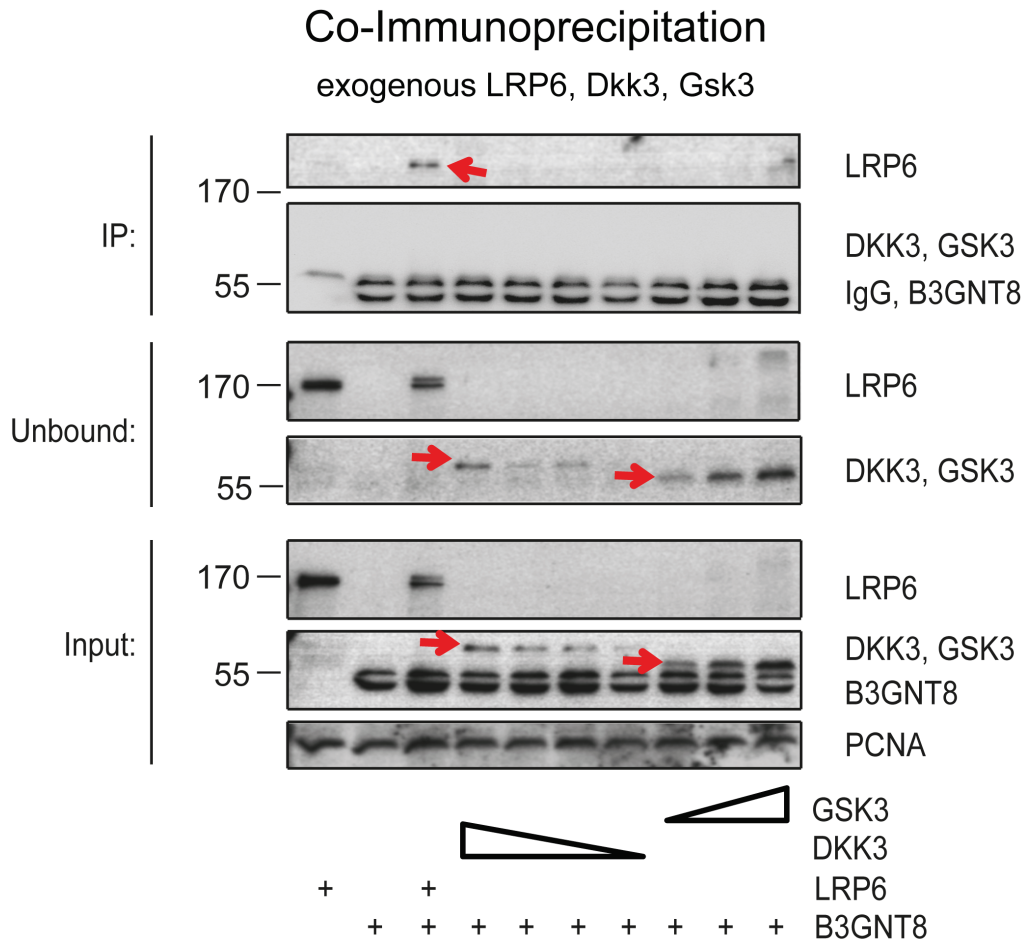 Co-Immunoprecipitation
exogenous LRP6, Dkk3, Gsk3
IP:
170
55
LRP6
DKK3, GSK3
IgG, B3GNT8
Unbound:
170
55
LRP6
DKK3, GSK3
Input:
170
55
LRP6
DKK3, GSK3
B3GNT8
PCNA
GSK3
DKK3
+ + LRP6
+ + + + + + + + + B3GNT8